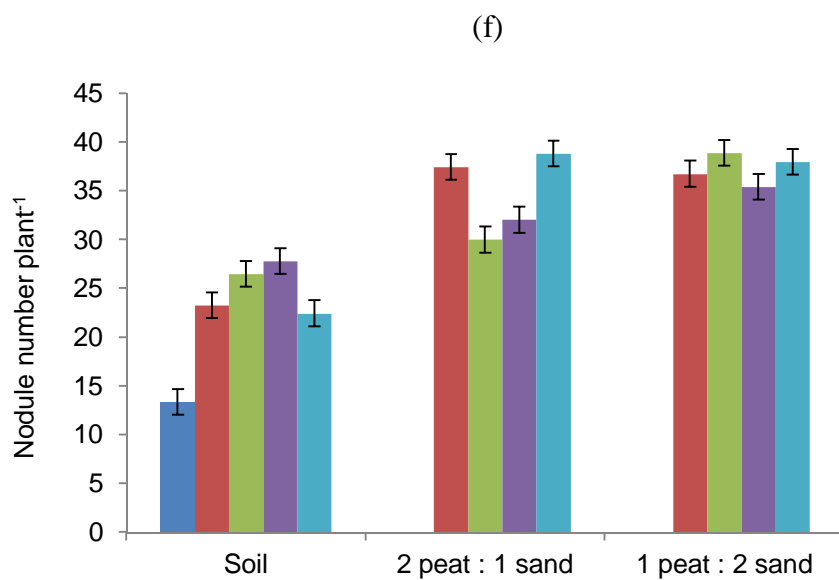 (f)
Nodule number plant⁻¹
45
40
35
30
25
20
15
10
5
0
Soil
2 peat : 1 sand
1 peat : 2 sand